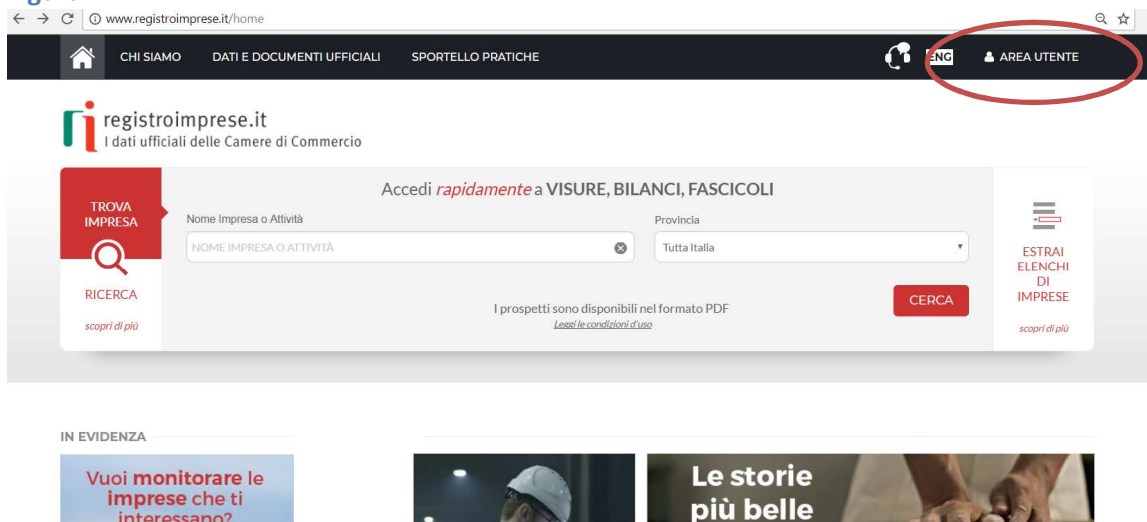 www.registroimprese.it/home
CHI SIAMO DATI E DOCUMENTI UFFICIALI SPORTELLO PRATICHE ENG AREA UTENTE
registroimprese.it
I dati ufficiali delle Camere di Commercio
TROVA
IMPRESA
RICERCA
scopri di più
Accedi rapidamente a VISURE, BILANCI, FASCICOLI
Nome Impresa o Attività Provincia
NOME IMPRESA O ATTIVITÀ Tutta Italia
CERCA
I prospetti sono disponibili nel formato PDF
Leggi le condizioni d'uso
ESTRAI
ELENCHI
DI
IMPRESE
scopri di più
IN EVIDENZA
Vuoi monitorare le
imprese che ti
interessano?
Le storie
più belle